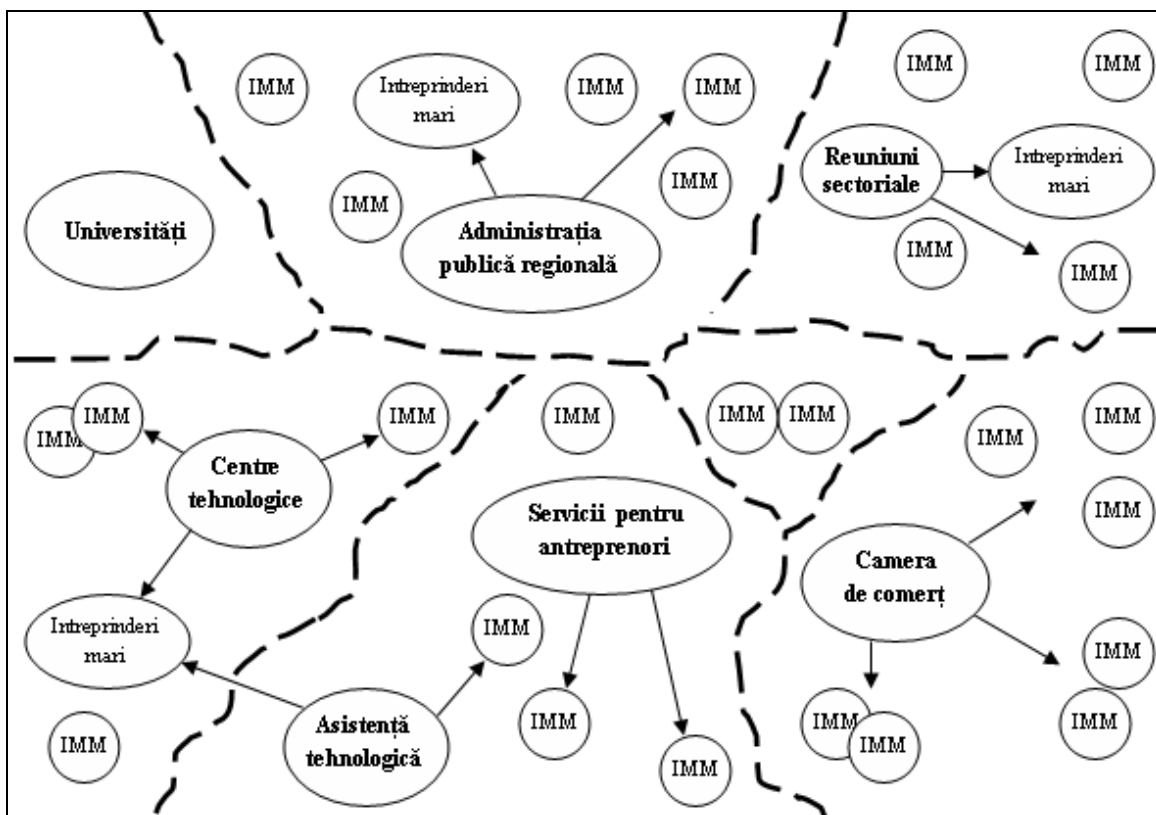 IMM
Intreprinderi
mari
IMM
IMM
IMM
IMM
Administrația
publică regională
Universități
IMM
IMM
Reuniuni
sectoriale
Intreprinderi
mari
IMM
IMM
IMM
IMM
IMM
Centre
tehnologice
Intreprinderi
mari
IMM
IMM
Servicii pentru
antreprenori
IMM
Asistență
tehnologică
IMM
IMM
IMM
IMM
IMM
IMM
IMM
Camera
de comerț
IMM
IMM
IMM
IMM